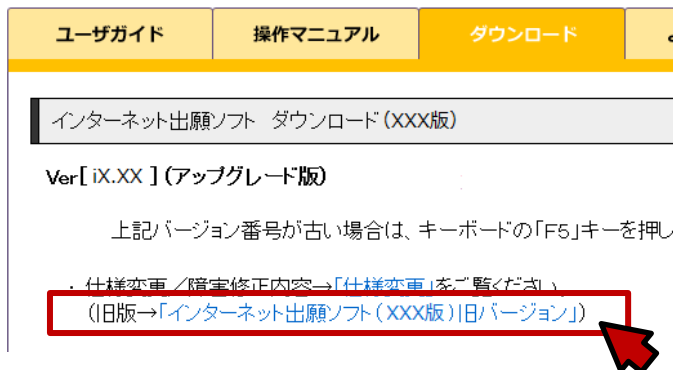 ユーザガイド 操作マニュアル ダウンロード
インターネット出願ソフト ダウンロード(XXX版)
Ver[ iX.XX ](アップグレード版)
上記バージョン番号が古い場合は、キーボードの「F5」キーを押し
・仕様変更/障害修正内容→「仕様変更」をご覧ください。
(旧版→「インターネット出願ソフト(XXX版)旧バージョン」)